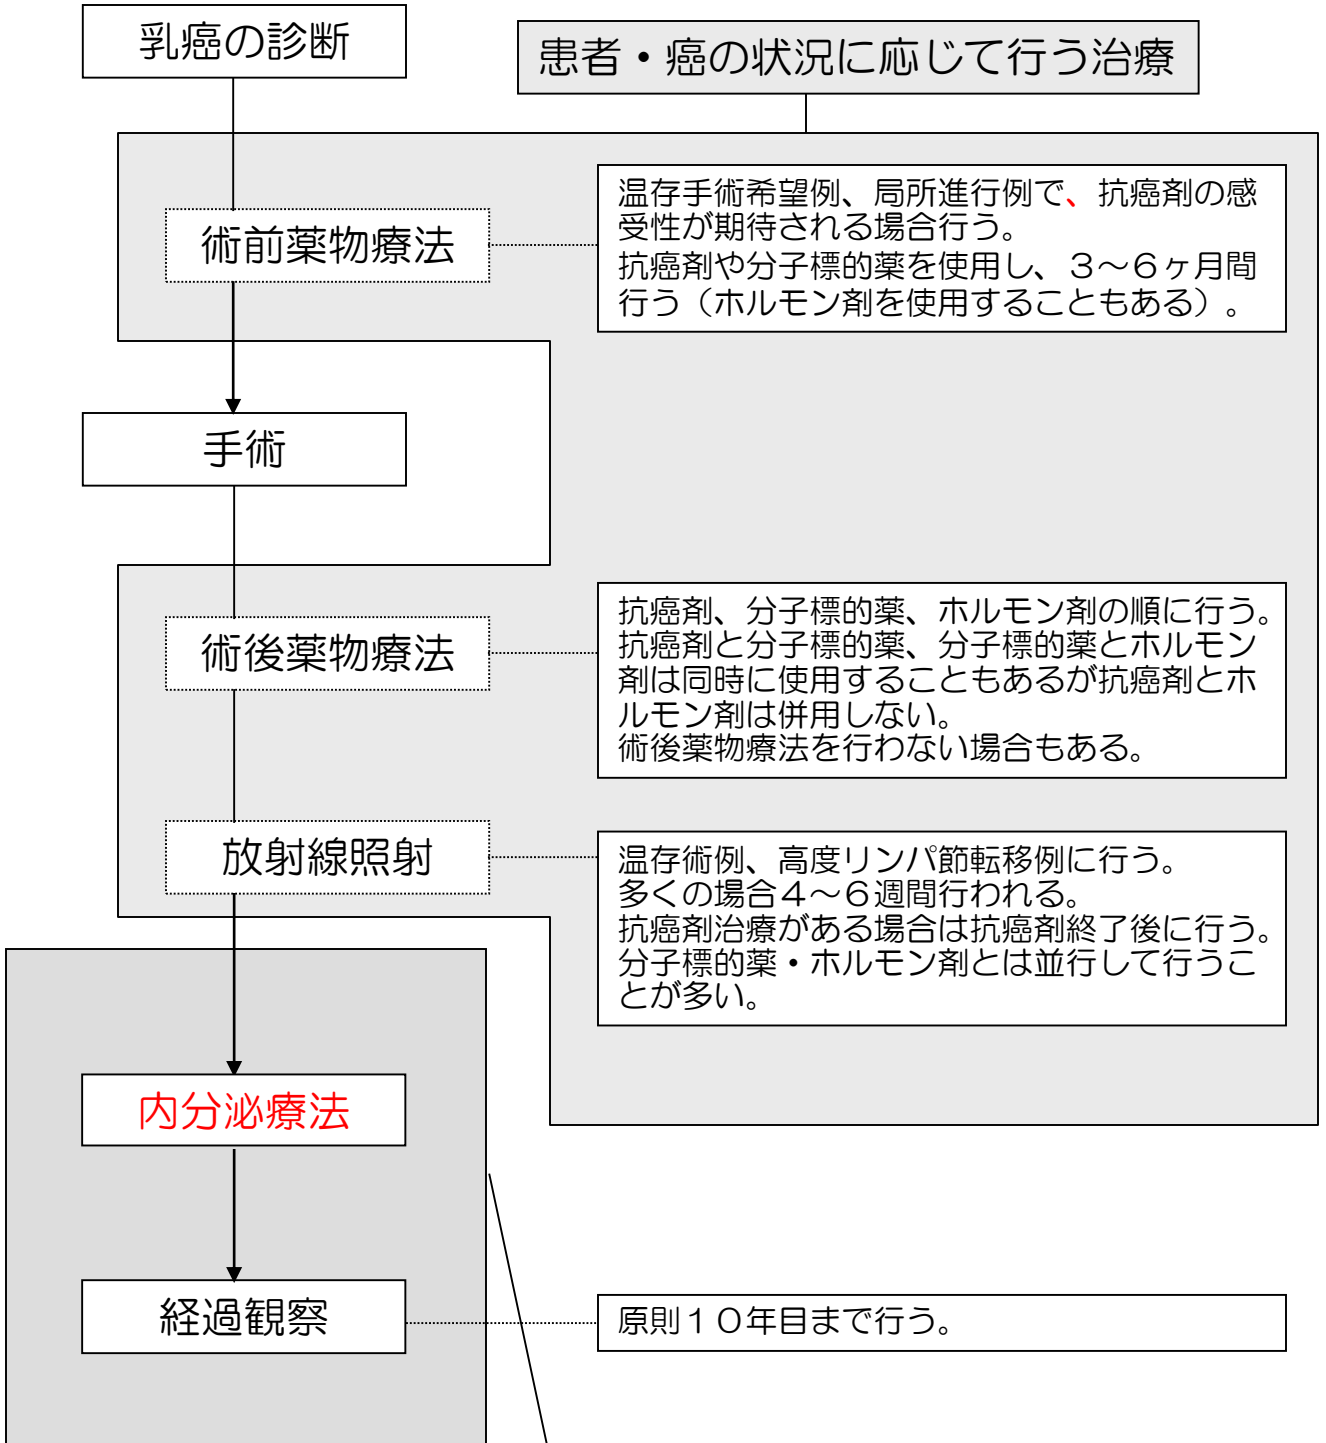 乳癌の診断
患者・癌の状況に応じて行う治療
術前薬物療法
温存手術希望例、局所進行例で、抗癌剤の感
受性が期待される場合行う。
抗癌剤や分子標的薬を使用し、３～６ヶ月間
行う（ホルモン剤を使用することもある）。
手術
術後薬物療法
抗癌剤、分子標的薬、ホルモン剤の順に行う。
抗癌剤と分子標的薬、分子標的薬とホルモン
剤は同時に使用することもあるが抗癌剤とホ
ルモン剤は併用しない。
術後薬物療法を行わない場合もある。
放射線照射
温存術例、高度リンパ節転移例に行う。
多くの場合４～６週間行われる。
抗癌剤治療がある場合は抗癌剤終了後に行う。
分子標的薬・ホルモン剤とは並行して行うこ
とが多い。
内分泌療法
経過観察
原則１０年目まで行う。